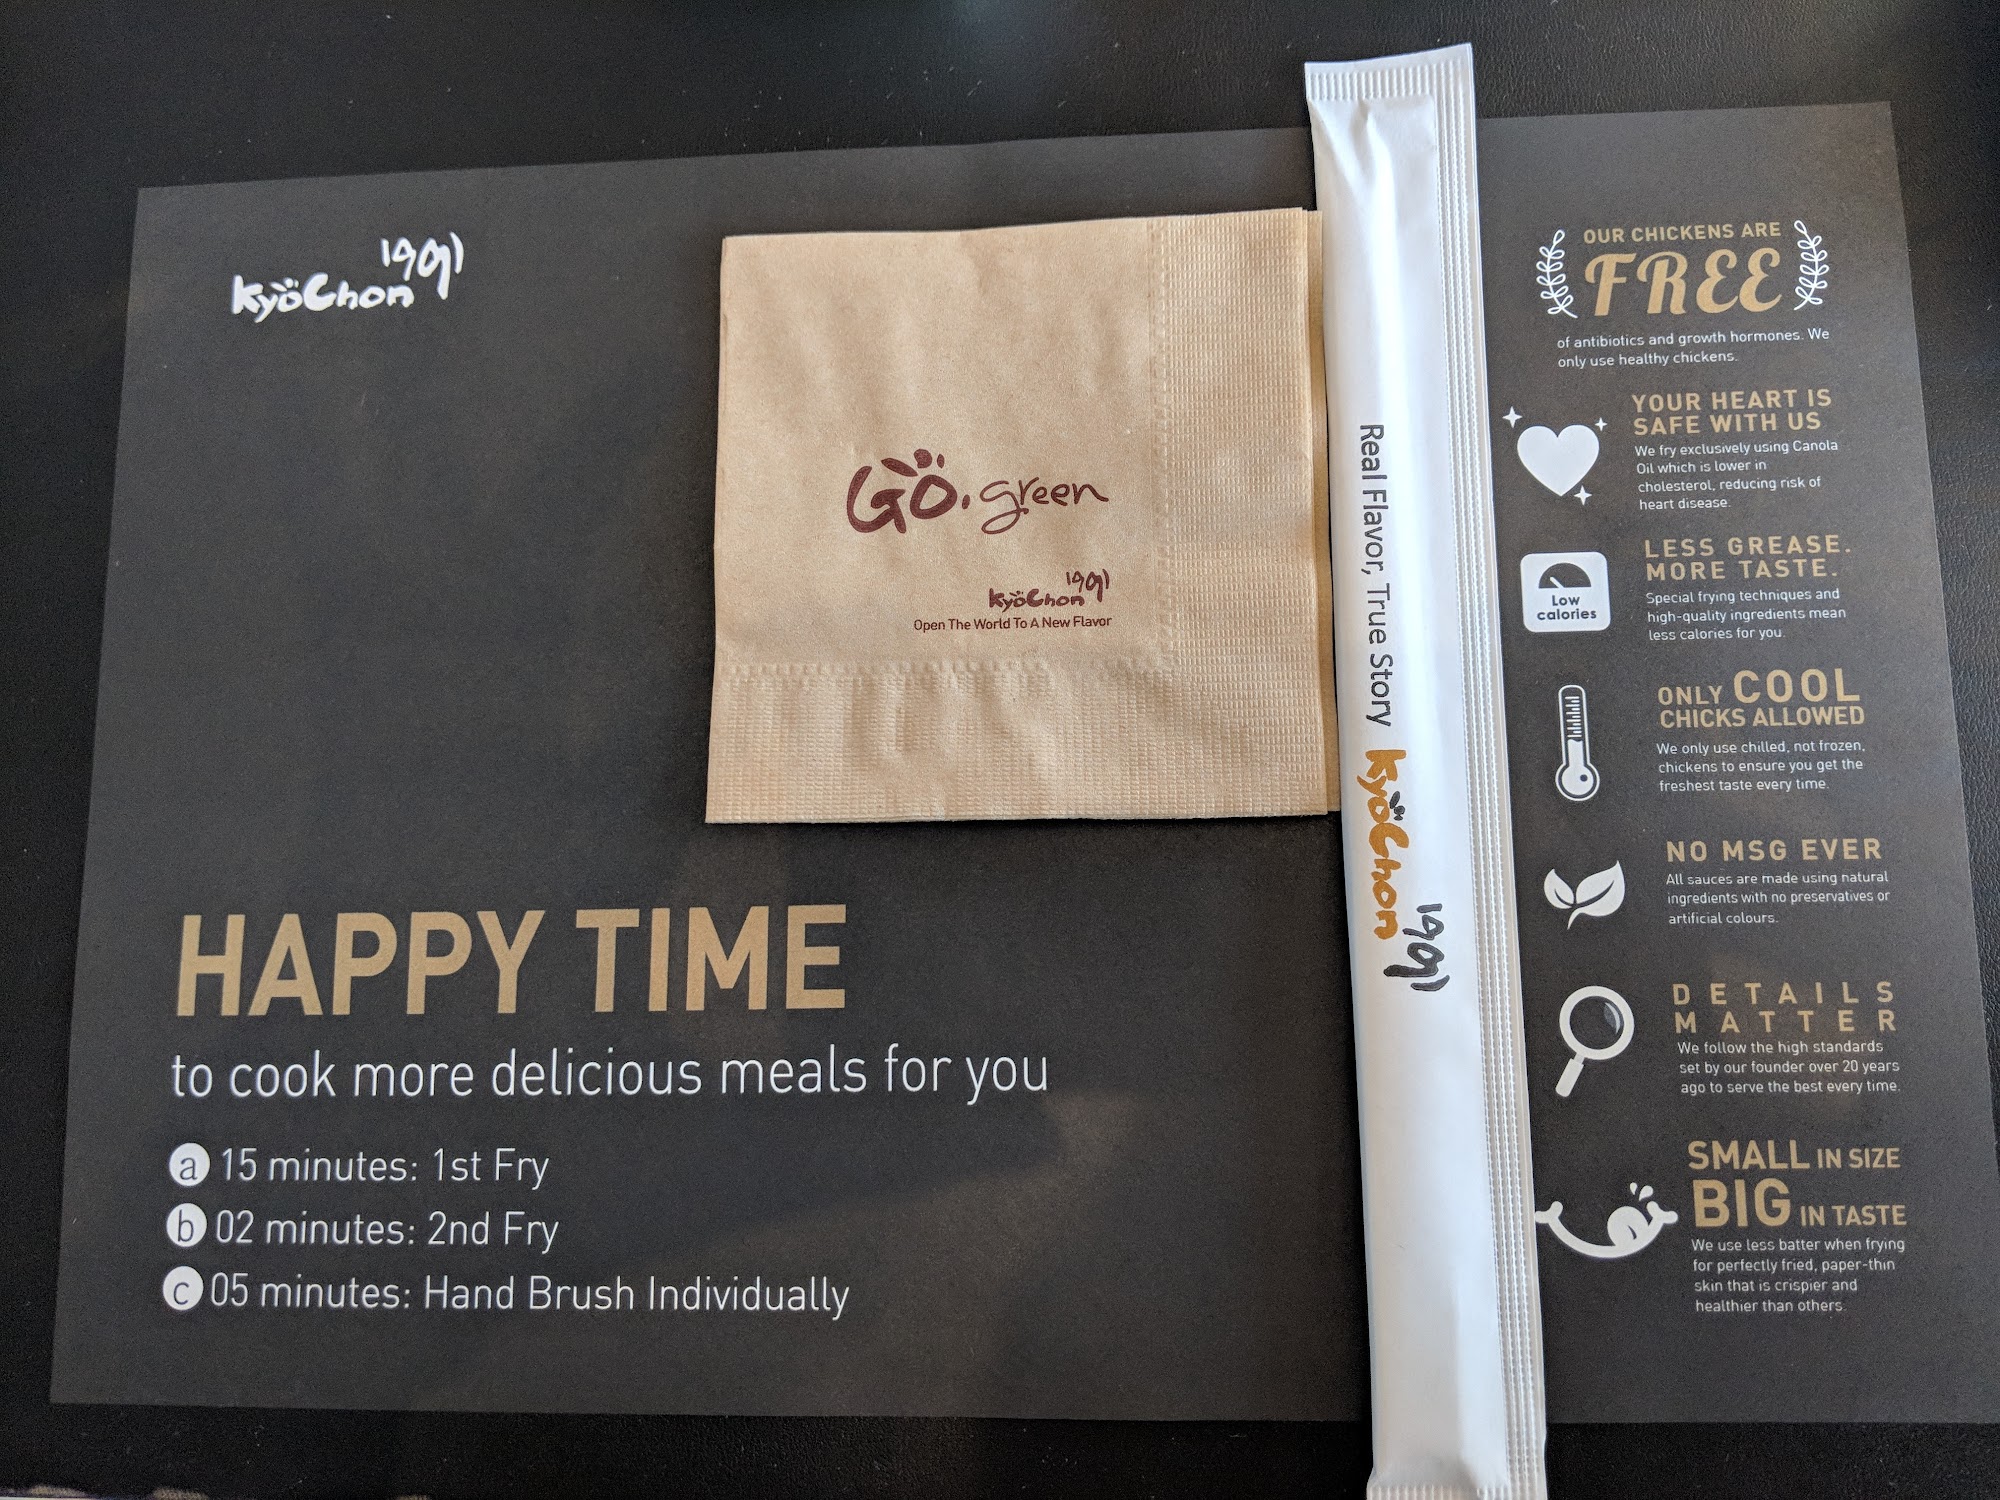 KyoChon 1991
HAPPY TIME
to cook more delicious meals for you
a 15 minutes: 1st Fry
b 02 minutes: 2nd Fry
c 05 minutes: Hand Brush Individually
GO. green
KyoChon 1991
Open The World To A New Flavor
Real Flavor, True Story KyoChon 1991
OUR CHICKENS ARE
FREE
of antibiotics and growth hormones. We
only use healthy chickens.
YOUR HEART IS
SAFE WITH US
We fry exclusively using Canola
Oil which is lower in
cholesterol, reducing risk of
heart disease.
Low
calories
LESS GREASE.
MORE TASTE.
Special frying techniques and
high-quality ingredients mean
less calories for you.
ONLY COOL
CHICKS ALLOWED
We only use chilled, not frozen,
chickens to ensure you get the
freshest taste every time.
NO MSG EVER
All sauces are made using natural
ingredients with no preservatives or
artificial colours.
DETAILS
MATTER
We follow the high standards
set by our founder over 20 years
ago to serve the best every time.
SMALL IN SIZE
BIG IN TASTE
We use less batter when frying
for perfectly fried, paper-thin
skin that is crispier and
healthier than others.